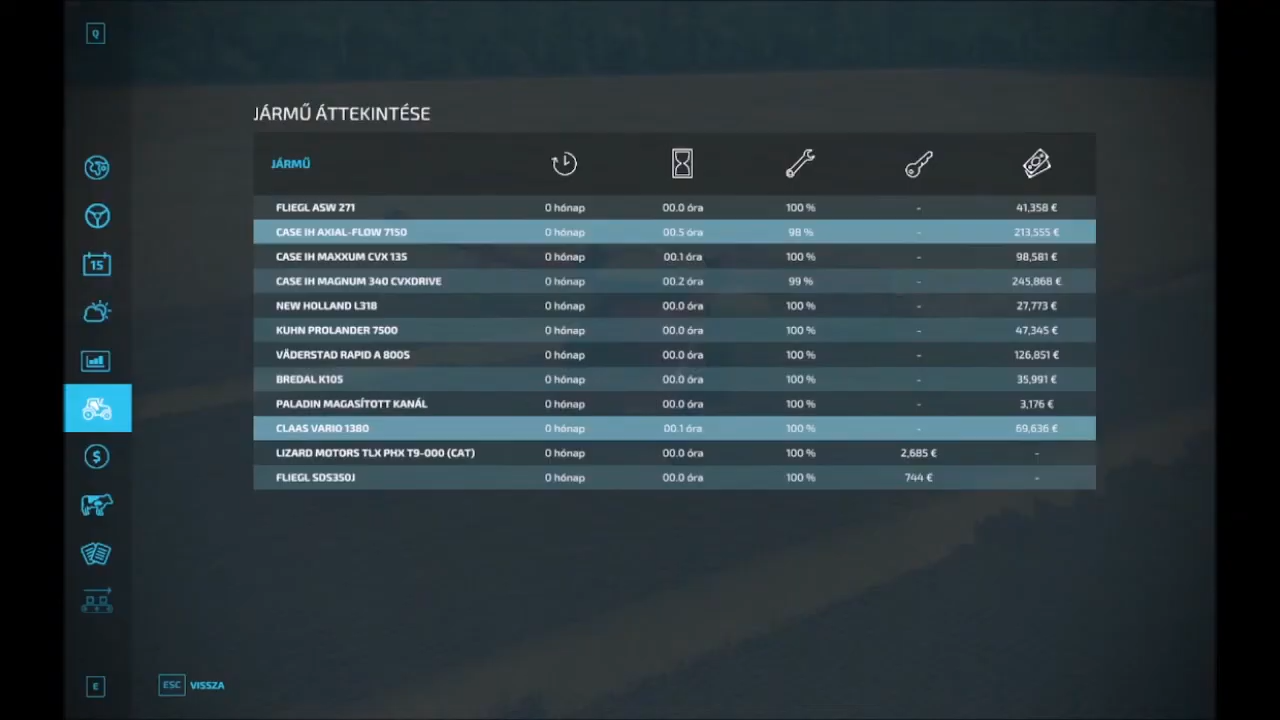 Q
JÁRMŰ ÁTTEKINTÉSE
JÁRMŰ
FLIEGL ASW 271 0 hónap 00.0 óra 100 % - 41,358 €
CASE IH AXIAL-FLOW 7150 0 hónap 00.5 óra 98 % - 213,555 €
CASE IH MAXXUM CVX 135 0 hónap 00.1 óra 100 % - 98,581 €
CASE IH MAGNUM 340 CVXDRIVE 0 hónap 00.2 óra 99 % - 245,868 €
NEW HOLLAND L318 0 hónap 00.0 óra 100 % - 27,773 €
KUHN PROLANDER 7500 0 hónap 00.0 óra 100 % - 47,345 €
VÄDERSTAD RAPID A 800S 0 hónap 00.0 óra 100 % - 126,851 €
BREDAL K105 0 hónap 00.0 óra 100 % - 35,991 €
PALADIN MAGASÍTOTT KANÁL 0 hónap 00.0 óra 100 % - 3,176 €
CLAAS VARIO 1380 0 hónap 00.1 óra 100 % - 69,636 €
LIZARD MOTORS TLX PHX T9-000 (CAT) 0 hónap 00.0 óra 100 % 2,685 € -
FLIEGL SDS350J 0 hónap 00.0 óra 100 % 744 € -
15
$
E
ESC VISSZA